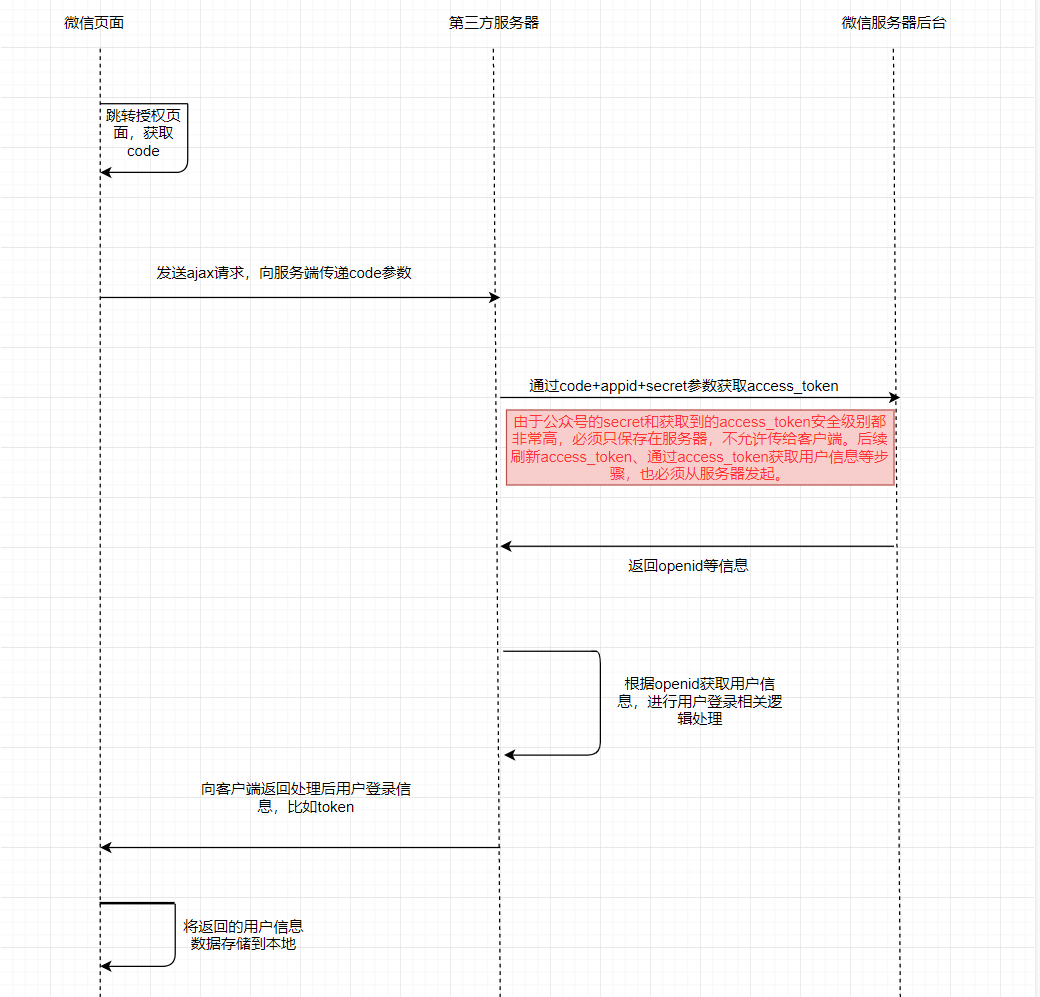 微信页面
第三方服务器
微信服务器后台
跳转授权页
面，获取
code
发送ajax请求，向服务端传递code参数
通过code+appid+secret参数获取access_token
由于公众号的secret和获取到的access_token安全级别都
非常高，必须只保存在服务器，不允许传给客户端。后续
刷新access_token、通过access_token获取用户信息等步
骤，也必须从服务器发起。
返回openid等信息
根据openid获取用户信
息，进行用户登录相关逻
辑处理
向客户端返回处理后用户登录信
息，比如token
将返回的用户信息
数据存储到本地